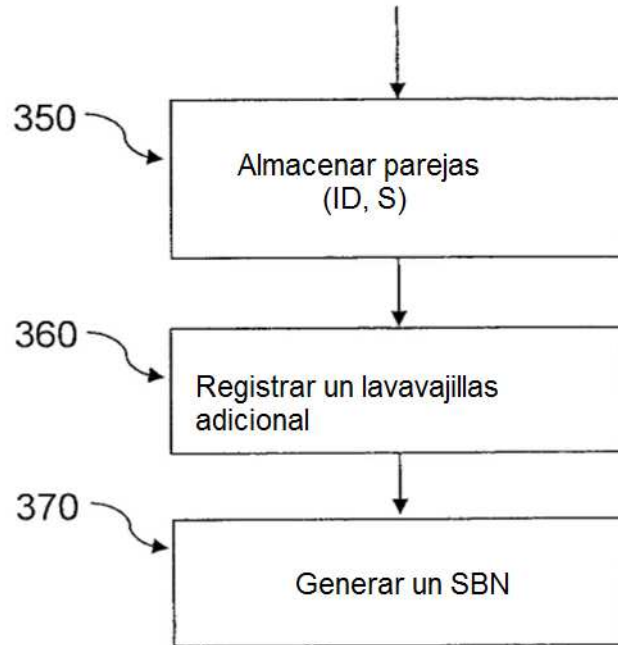 350
Almacenar parejas
(ID, S)
360
Registrar un lavavajillas
adicional
370
Generar un SBN